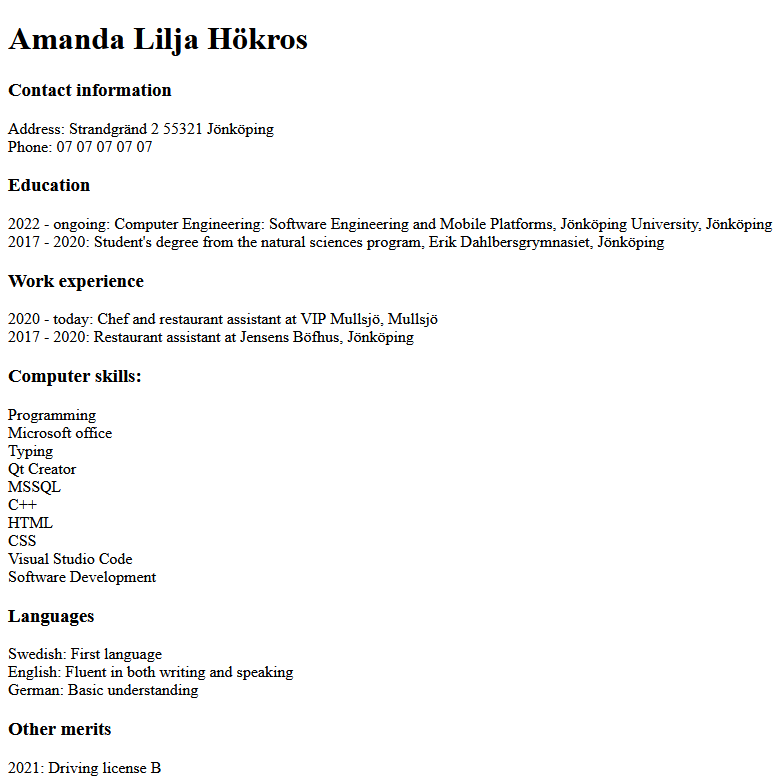 Amanda Lilja Hökros
Contact information
Address: Strandgränd 2 55321 Jönköping
Phone: 07 07 07 07 07
Education
2022 - ongoing: Computer Engineering: Software Engineering and Mobile Platforms, Jönköping University, Jönköping
2017 - 2020: Student's degree from the natural sciences program, Erik Dahlbersgrymnasiet, Jönköping
Work experience
2020 - today: Chef and restaurant assistant at VIP Mullsjö, Mullsjö
2017 - 2020: Restaurant assistant at Jensens Böfhus, Jönköping
Computer skills:
Programming
Microsoft office
Typing
Qt Creator
MSSQL
C++
HTML
CSS
Visual Studio Code
Software Development
Languages
Swedish: First language
English: Fluent in both writing and speaking
German: Basic understanding
Other merits
2021: Driving license B